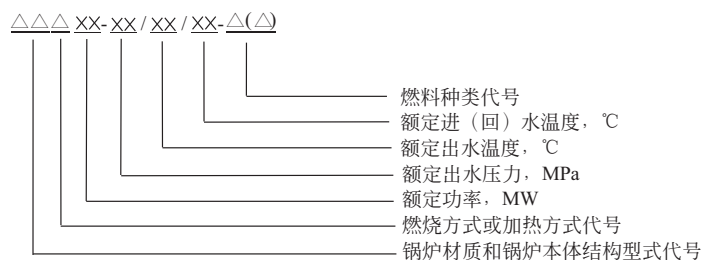 △△△ XX-XX/XX/XX-△(△)
燃料种类代号
额定进（回）水温度，℃
额定出水温度，℃
额定出水压力，MPa
额定功率，MW
燃烧方式或加热方式代号
锅炉材质和锅炉本体结构型式代号